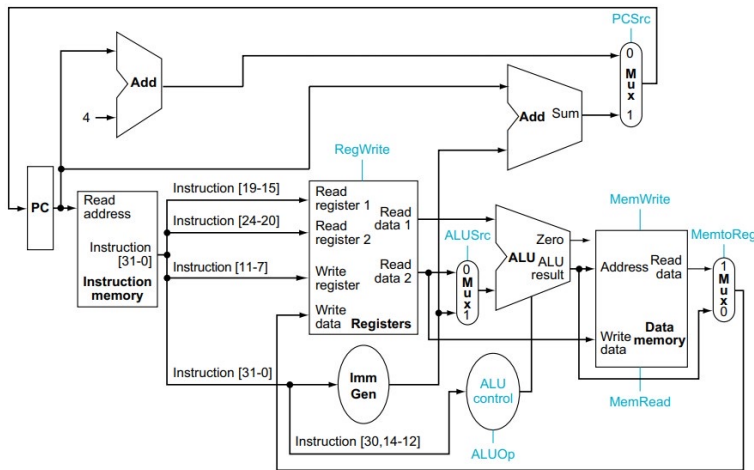 PCSrc
0
Mux
1
Add
4
Add Sum
RegWrite
PC
Read
address
Instruction
[31-0]
Instruction
memory
Instruction [19-15]
Instruction [24-20]
Instruction [11-7]
Read
register 1
Read
register 2
Write
register
Write
data
Read
data 1
Read
data 2
Registers
ALUSrc
0
Mux
1
Zero
ALU
ALU
result
MemWrite
Address
Read
data
Write
data
Data
memory
MemRead
MemtoReg
1
Mux
0
Instruction [31-0]
Imm
Gen
ALU
control
Instruction [30,14-12]
ALUOp